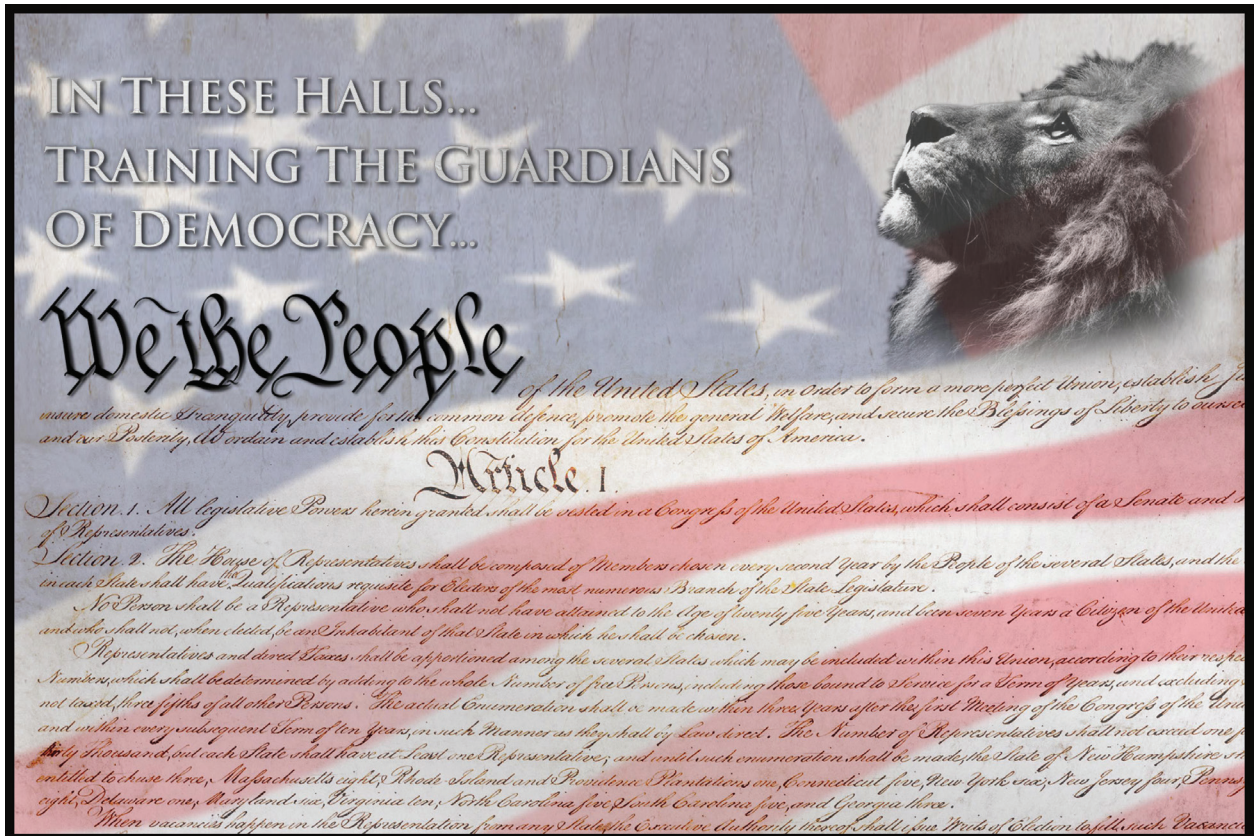 IN THESE HALLS...
TRAINING THE GUARDIANS
OF DEMOCRACY...
We the People
of the United States, in order to form a more perfect Union, establish Ju
insure domestic Tranquility, provide for the common defence, promote the general Welfare, and secure the Blessings of Liberty to ourse
and our Posterity, do ordain and establish this Constitution for the United States of America.
Article. I.
Section. 1. All legislative Powers herein granted shall be vested in a Congress of the United States, which shall consist of a Senate and
of Representatives.
Section. 2. The House of Representatives shall be composed of Members chosen every second Year by the People of the several States, and the
in each State shall have the Qualifications requisite for Electors of the most numerous Branch of the State Legislature.
No Person shall be a Representative who shall not have attained to the Age of twenty five Years, and been seven Years a Citizen of the United
and who shall not, when elected, be an Inhabitant of that State in which he shall be chosen.
Representatives and direct Taxes shall be apportioned among the several States which may be included within this Union, according to their respe
Numbers, which shall be determined by adding to the whole Number of free Persons, including those bound to Service for a Term of Years, and excluding
not taxed, three fifths of all other Persons. The actual Enumeration shall be made within three Years after the first Meeting of the Congress of the Unit
and within every subsequent Term of ten Years, in such Manner as they shall by Law direct. The Number of Representatives shall not exceed one f
thirty Thousand, but each State shall have at Least one Representative; and until such enumeration shall be made, the State of New Hampshire sh
entitled to chuse three, Massachusetts eight, Rhode Island and Providence Plantations one, Connecticut five, New York six, New Jersey four, Penns
eight, Delaware one, Maryland six, Virginia ten, North Carolina five, South Carolina five, and Georgia three.
When vacancies happen in the Representation from any State, the Executive Authority thereof shall issue Writs of Election to fill such Vacanci